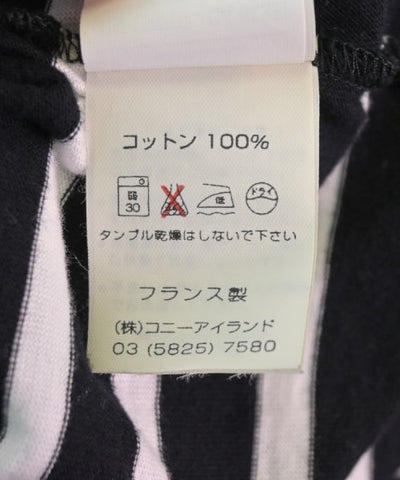 コットン 100%
弱
30
低
ドライ
タンブル乾燥はしないで下さい
フランス製
(株)コニーアイランド
03 (5825) 7580